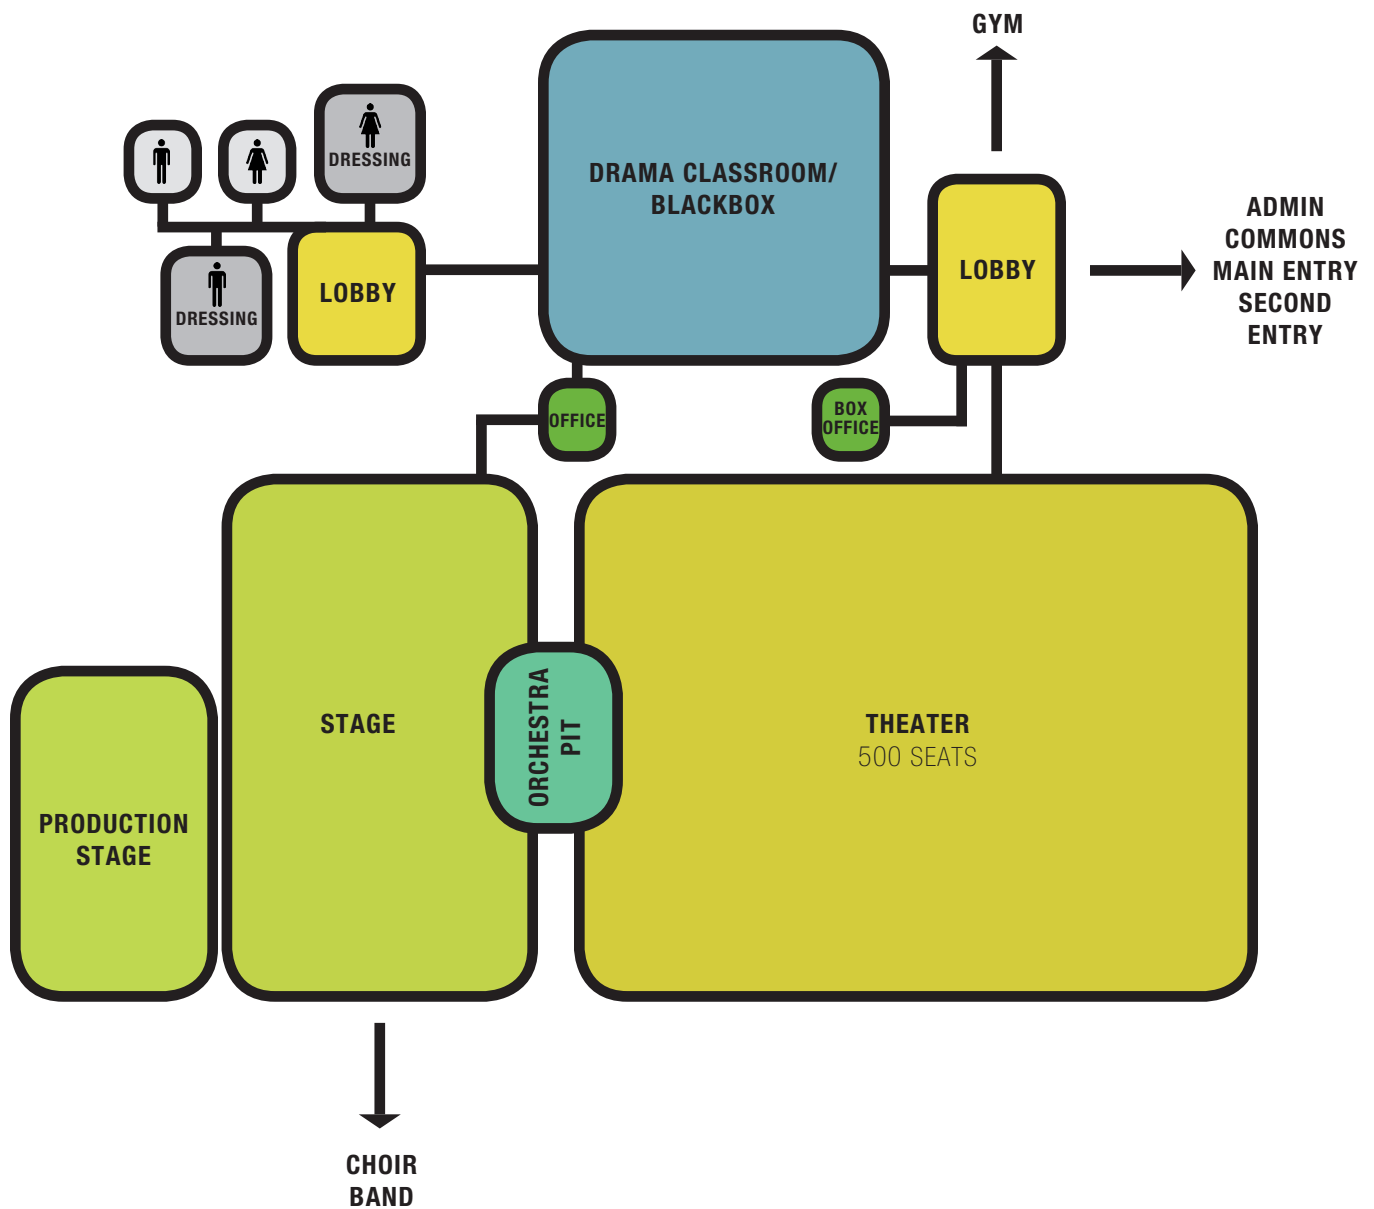 GYM
DRESSING
DRAMA CLASSROOM/
BLACKBOX
ADMIN
COMMONS
MAIN ENTRY
SECOND
ENTRY
LOBBY
LOBBY
DRESSING
OFFICE
BOX
OFFICE
STAGE
ORCHESTRA
PIT
THEATER
500 SEATS
PRODUCTION
STAGE
CHOIR
BAND